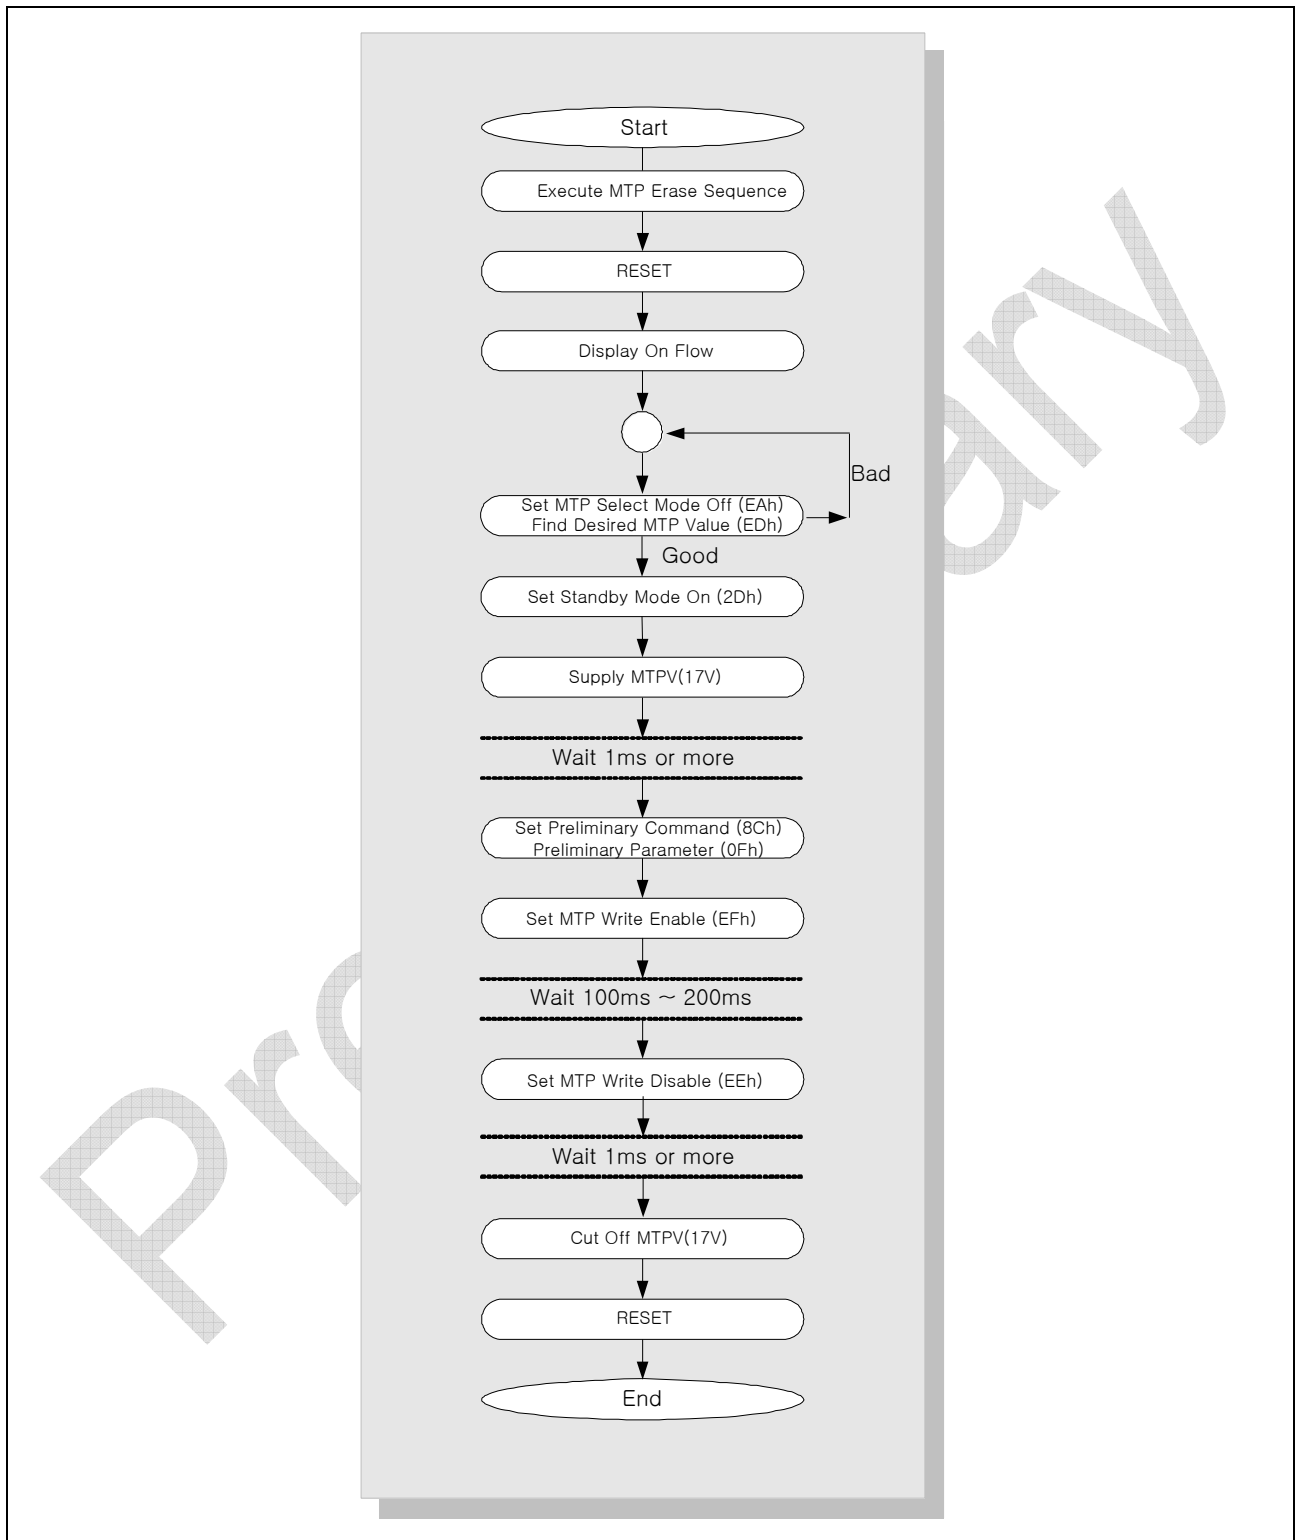 Start
Execute MTP Erase Sequence
RESET
Display On Flow
Bad
Set MTP Select Mode Off (EAh)
Find Desired MTP Value (EDh)
Good
Set Standby Mode On (2Dh)
Supply MTPV(17V)
Wait 1ms or more
Set Preliminary Command (8Ch)
Preliminary Parameter (0Fh)
Set MTP Write Enable (EFh)
Wait 100ms ~ 200ms
Set MTP Write Disable (EEh)
Wait 1ms or more
Cut Off MTPV(17V)
RESET
End